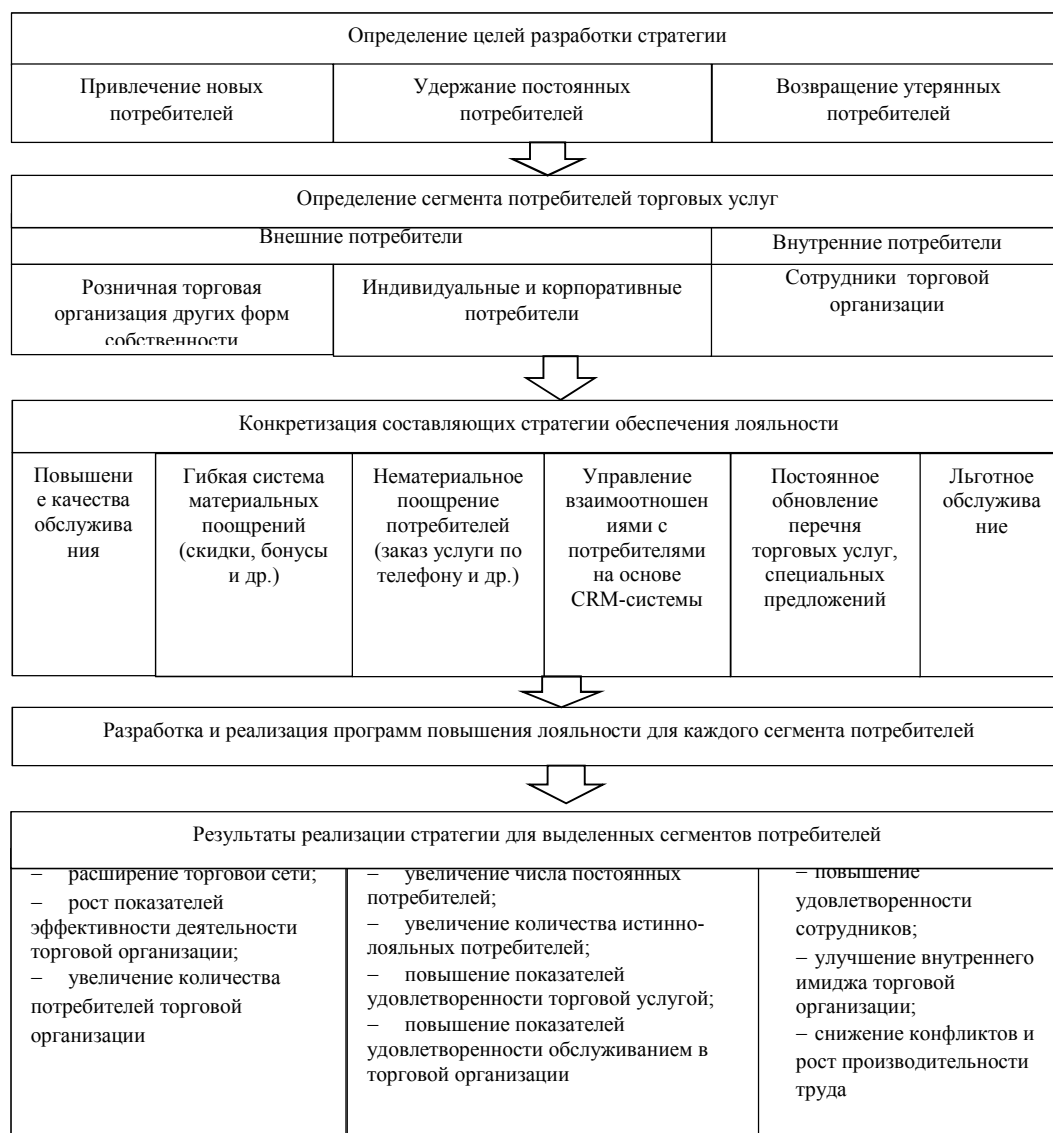 Определение целей разработки стратегии
Привлечение новых
потребителей
Удержание постоянных
потребителей
Возвращение утерянных
потребителей
Определение сегмента потребителей торговых услуг
Внешние потребители
Внутренние потребители
Розничная торговая
организация других форм
собственности
Индивидуальные и корпоративные
потребители
Сотрудники торговой
организации
Конкретизация составляющих стратегии обеспечения лояльности
Повышени
е качества
обслужива
ния
Гибкая система
материальных
поощрений
(скидки, бонусы
и др.)
Нематериальное
поощрение
потребителей
(заказ услуги по
телефону и др.)
Управление
взаимоотношен
иями с
потребителями
на основе
CRM-системы
Постоянное
обновление
перечня
торговых услуг,
специальных
предложений
Льготное
обслужива
ние
Разработка и реализация программ повышения лояльности для каждого сегмента потребителей
Результаты реализации стратегии для выделенных сегментов потребителей
– расширение торговой сети;
– рост показателей
эффективности деятельности
торговой организации;
– увеличение количества
потребителей торговой
организации
– увеличение числа постоянных
потребителей;
– увеличение количества истинно-
лояльных потребителей;
– повышение показателей
удовлетворенности торговой услугой;
– повышение показателей
удовлетворенности обслуживанием в
торговой организации
– повышение
удовлетворенности
сотрудников;
– улучшение внутреннего
имиджа торговой
организации;
– снижение конфликтов и
рост производительности
труда